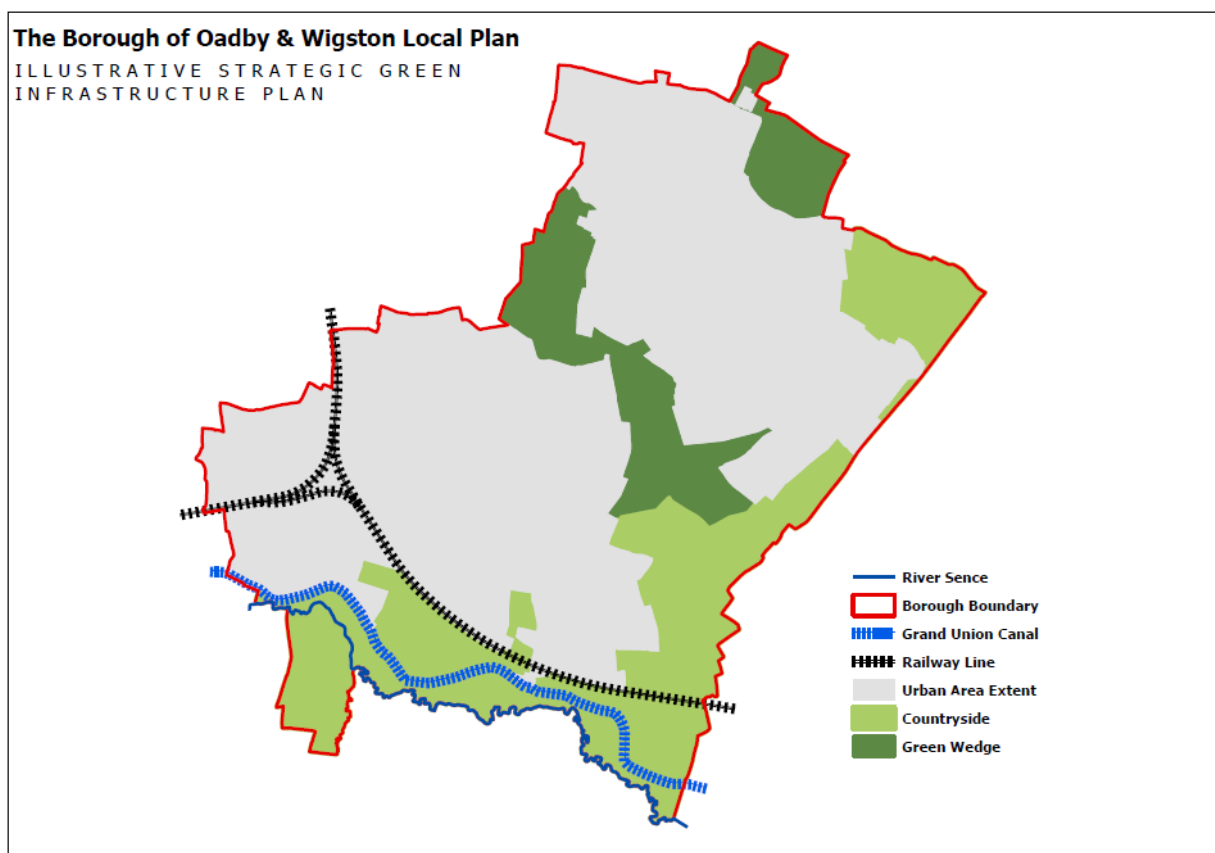 The Borough of Oadby & Wigston Local Plan
ILLUSTRATIVE STRATEGIC GREEN
INFRASTRUCTURE PLAN
River Sence
Borough Boundary
Grand Union Canal
Railway Line
Urban Area Extent
Countryside
Green Wedge